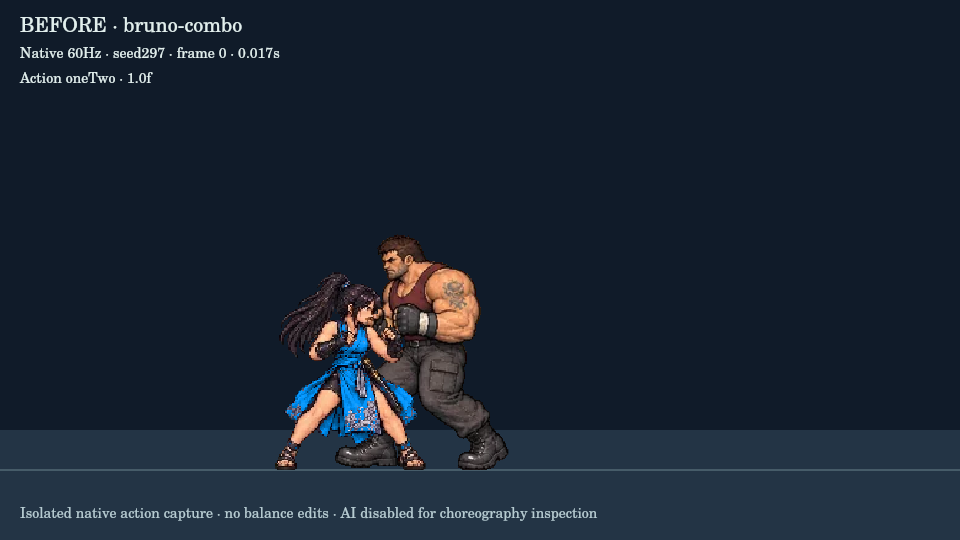 BEFORE · bruno-combo
Native 60Hz · seed297 · frame 0 · 0.017s
Action oneTwo · 1.0f
Isolated native action capture · no balance edits · AI disabled for choreography inspection